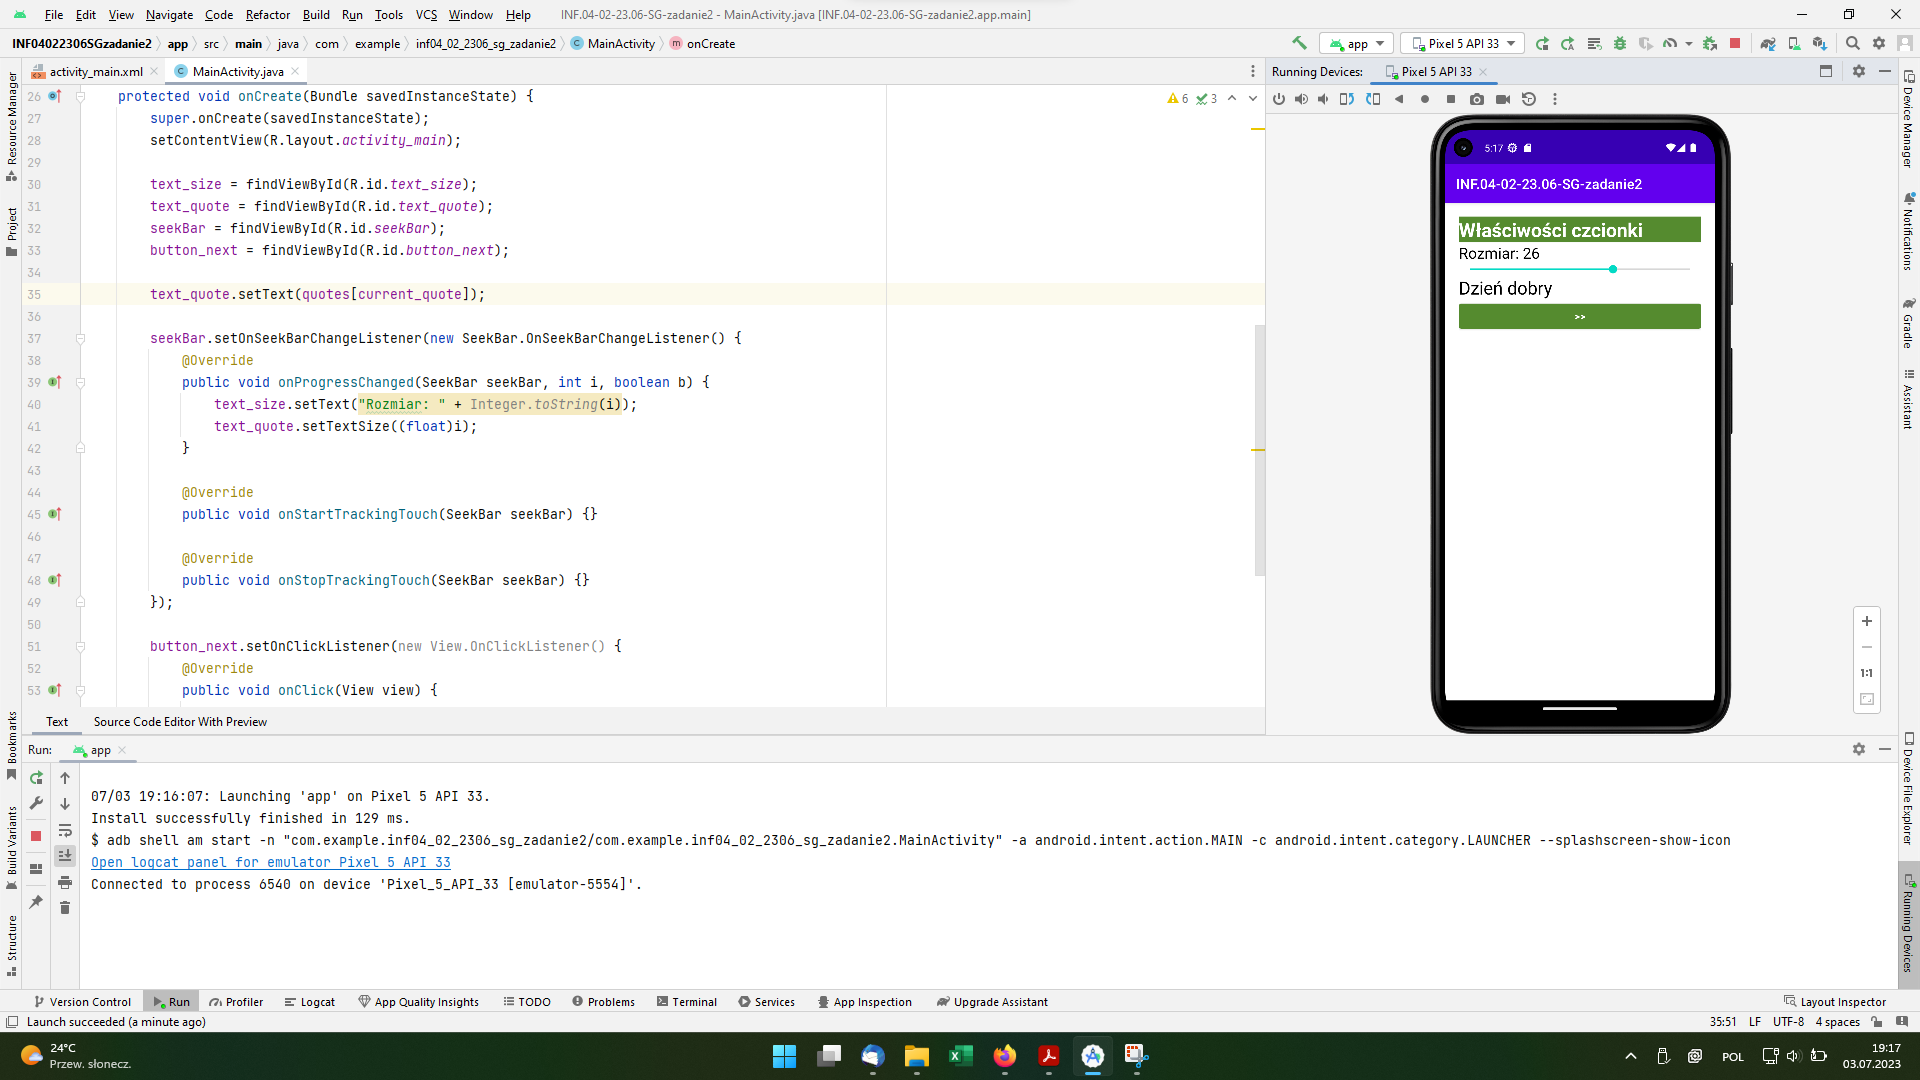 File Edit View Navigate Code Refactor Build Run Tools VCS Window Help INF.04-02-23.06-SG-zadanie2 - MainActivity.java [INF.04-02-23.06-SG-zadanie2.app.main]
INF04022306SGzadanie2 app src main java com example inf04_02_2306_sg_zadanie2 MainActivity onCreate app Pixel 5 API 33
activity_main.xml MainActivity.java Running Devices: Pixel 5 API 33
26 protected void onCreate(Bundle savedInstanceState) { 6 3
27 super.onCreate(savedInstanceState);
28 setContentView(R.layout.activity_main);
29
30 text_size = findViewById(R.id.text_size);
31 text_quote = findViewById(R.id.text_quote);
32 seekBar = findViewById(R.id.seekBar);
33 button_next = findViewById(R.id.button_next);
34
35 text_quote.setText(quotes[current_quote]);
36
37 seekBar.setOnSeekBarChangeListener(new SeekBar.OnSeekBarChangeListener() {
38 @Override
39 public void onProgressChanged(SeekBar seekBar, int i, boolean b) {
40 text_size.setText("Rozmiar: " + Integer.toString(i));
41 text_quote.setTextSize((float)i);
42 }
43
44 @Override
45 public void onStartTrackingTouch(SeekBar seekBar) {}
46
47 @Override
48 public void onStopTrackingTouch(SeekBar seekBar) {}
49 });
50
51 button_next.setOnClickListener(new View.OnClickListener() {
52 @Override
53 public void onClick(View view) {
Text Source Code Editor With Preview
5:17
INF.04-02-23.06-SG-zadanie2
Właściwości czcionki
Rozmiar: 26
Dzień dobry
>>
1:1
Resource Manager
Project
Bookmarks
Build Variants
Structure
Device Manager
Notifications
Gradle
Assistant
Device File Explorer
Running Devices
Run: app
07/03 19:16:07: Launching 'app' on Pixel 5 API 33.
Install successfully finished in 129 ms.
$ adb shell am start -n "com.example.inf04_02_2306_sg_zadanie2/com.example.inf04_02_2306_sg_zadanie2.MainActivity" -a android.intent.action.MAIN -c android.intent.category.LAUNCHER --splashscreen-show-icon
Open logcat panel for emulator Pixel 5 API 33
Connected to process 6540 on device 'Pixel_5_API_33 [emulator-5554]'.
Version Control Run Profiler Logcat App Quality Insights TODO Problems Terminal Services App Inspection Upgrade Assistant Layout Inspector
Launch succeeded (a minute ago) 35:51 LF UTF-8 4 spaces
24°C
Przew. słonecz.
POL
19:17
03.07.2023